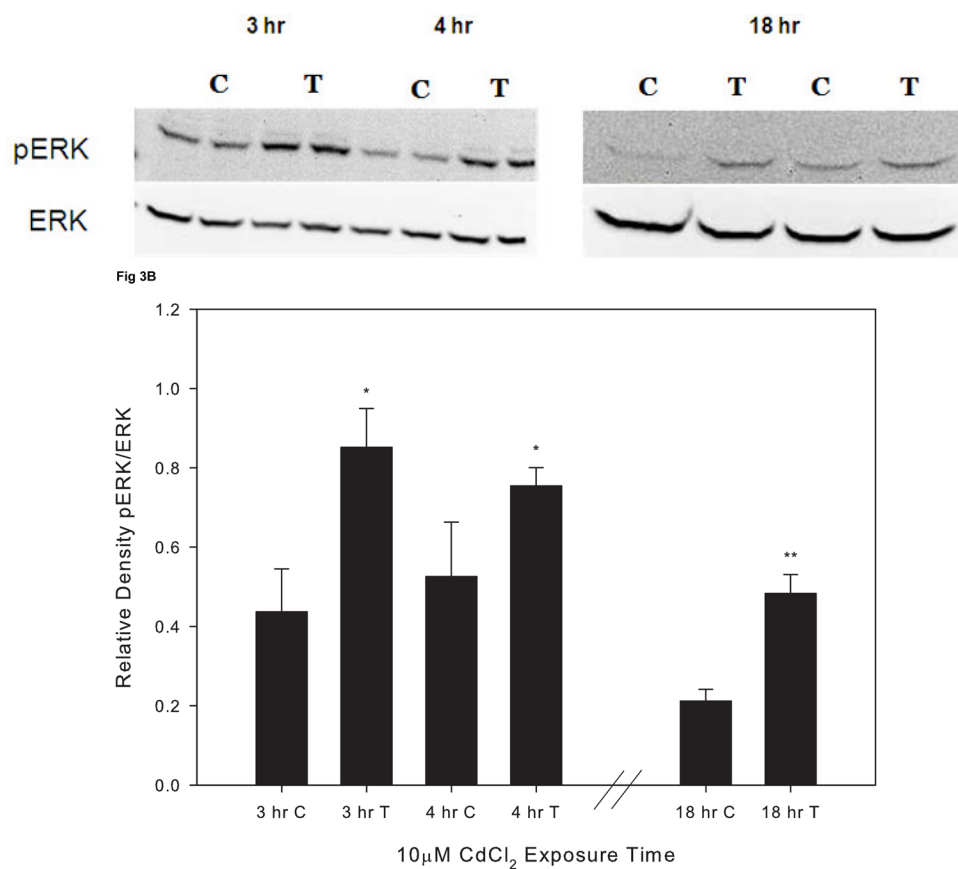 3 hr 4 hr 18 hr
C T C T C T C T
pERK
ERK
Fig 3B
1.2
1.0
0.8
0.6
0.4
0.2
0.0
Relative Density pERK/ERK
*
*
**
3 hr C 3 hr T 4 hr C 4 hr T 18 hr C 18 hr T
10μM CdCl₂ Exposure Time